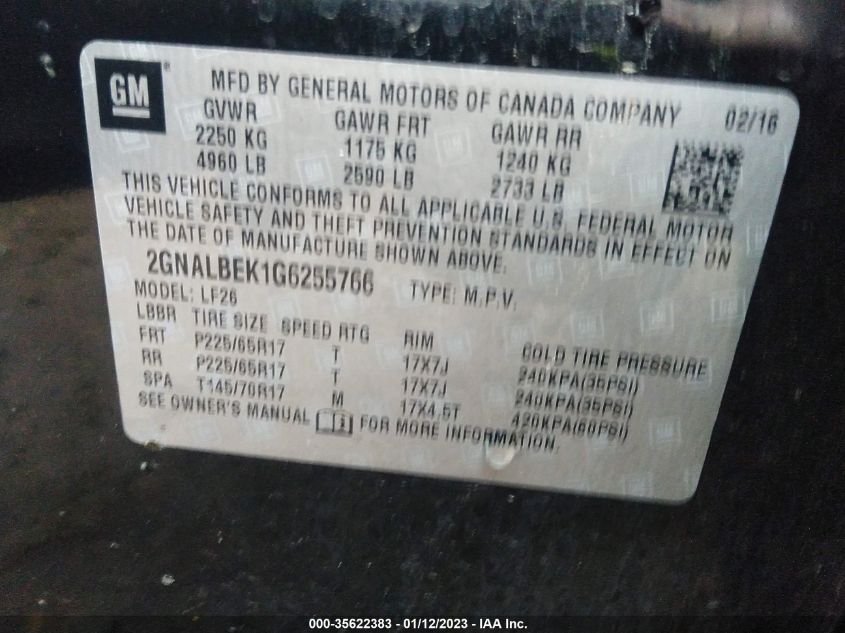 GM ® MFD BY GENERAL MOTORS OF CANADA COMPANY 02/16
GVWR GAWR FRT GAWR RR
2250 KG 1175 KG 1240 KG
4960 LB 2590 LB 2733 LB
THIS VEHICLE CONFORMS TO ALL APPLICABLE U.S. FEDERAL MOTOR
VEHICLE SAFETY AND THEFT PREVENTION STANDARDS IN EFFECT ON
THE DATE OF MANUFACTURE SHOWN ABOVE.
2GNALBEK1G6255766 TYPE: M.P.V.
MODEL: LF26
LBBR TIRE SIZE SPEED RTG RIM COLD TIRE PRESSURE
FRT P225/65R17 T 17X7J 240KPA(35PSI)
RR P225/65R17 T 17X7J 240KPA(35PSI)
SPA T145/70R17 M 17X4.5T 420KPA(60PSI)
SEE OWNER'S MANUAL FOR MORE INFORMATION.
000-35622383 - 01/12/2023 - IAA Inc.